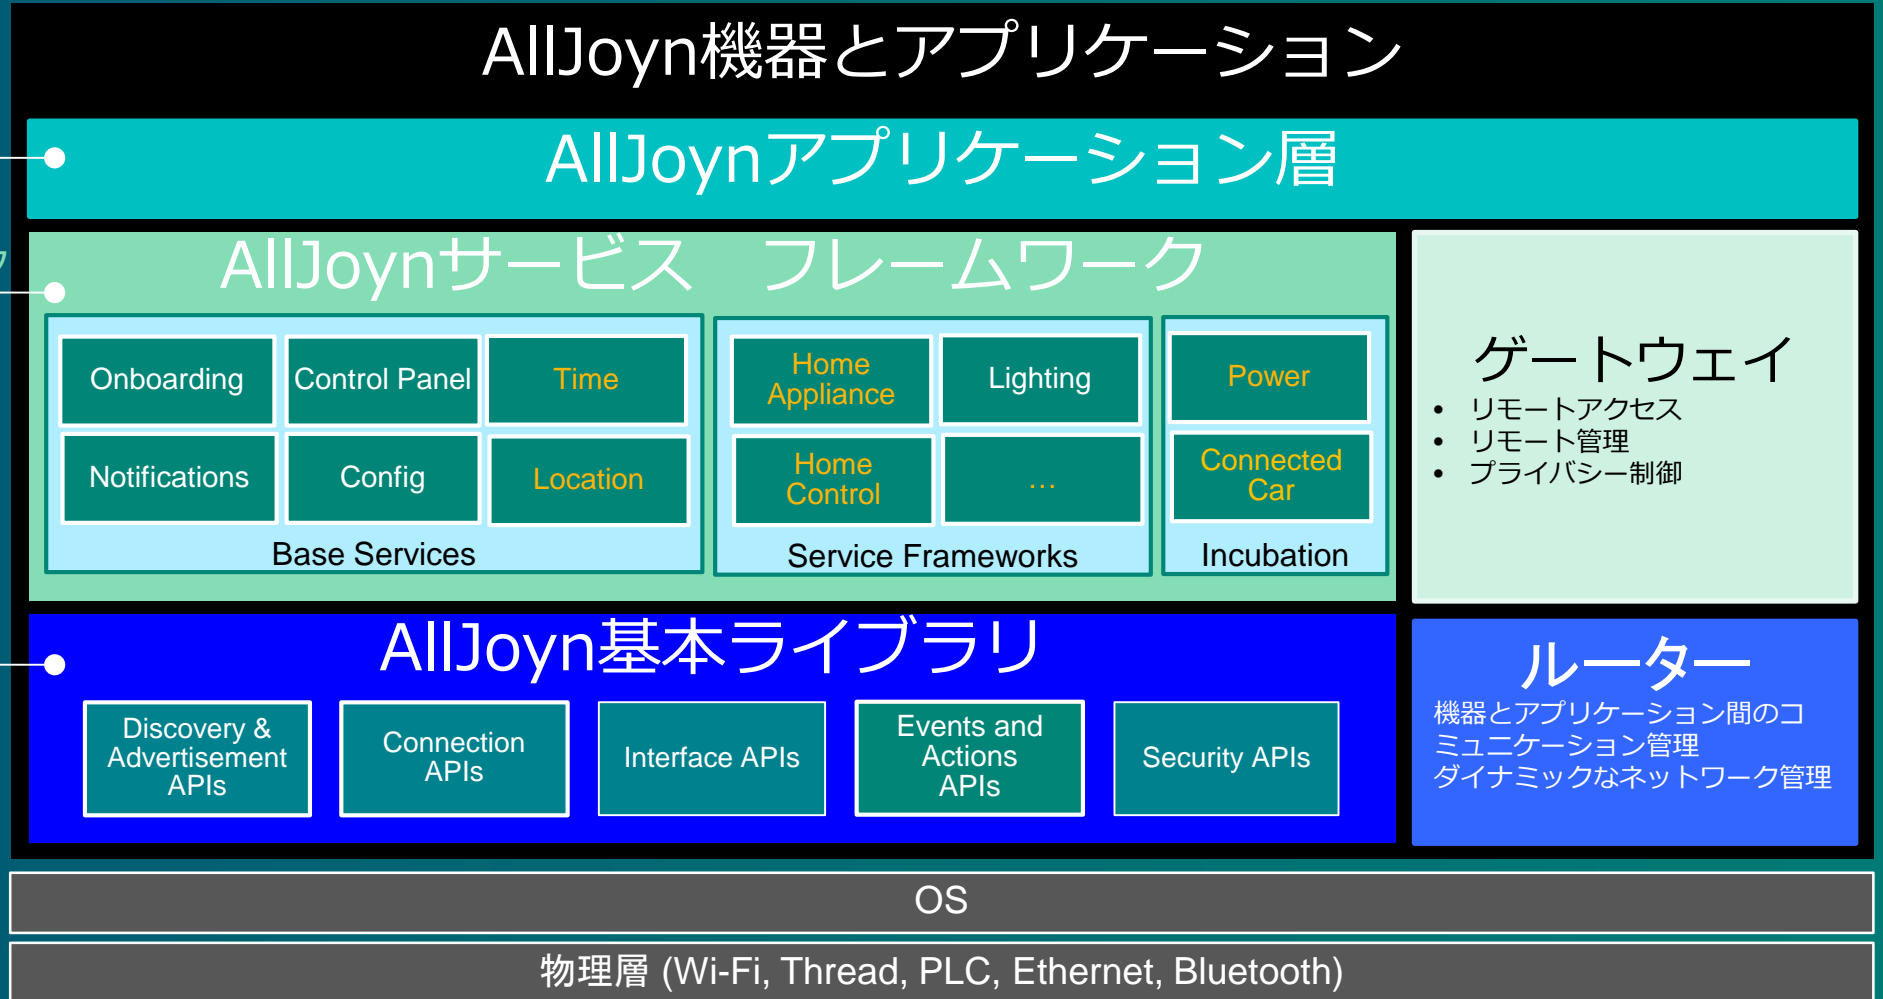 AllJoyn機器とアプリケーション
AllJoynアプリケーション層
AllJoynサービス　フレームワーク
Onboarding
Control Panel
Time
Notifications
Config
Location
Base Services
Home
Appliance
Lighting
Home
Control
…
Service Frameworks
Power
Connected
Car
Incubation
ゲートウェイ
• リモートアクセス
• リモート管理
• プライバシー制御
AllJoyn基本ライブラリ
Discovery &
Advertisement
APIs
Connection
APIs
Interface APIs
Events and
Actions
APIs
Security APIs
ルーター
機器とアプリケーション間のコ
ミュニケーション管理
ダイナミックなネットワーク管理
OS
物理層 (Wi-Fi, Thread, PLC, Ethernet, Bluetooth)